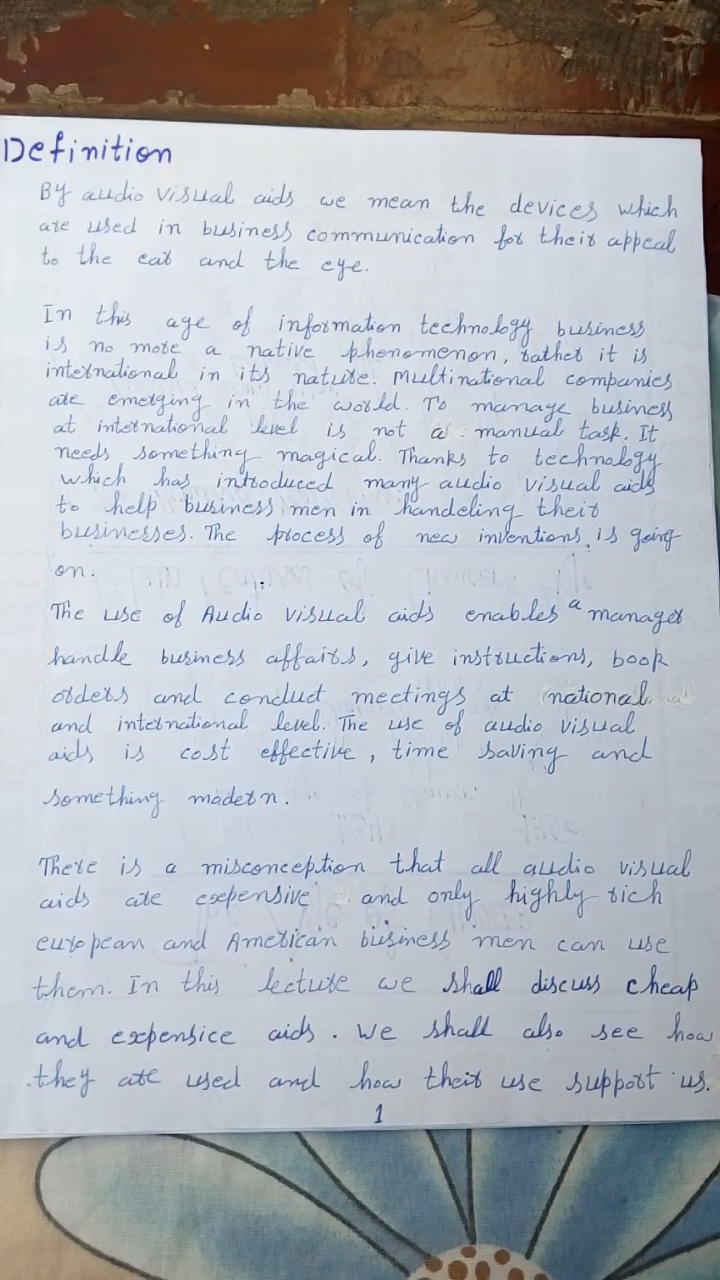 Definition
By audio visual aids we mean the devices which
are used in business communication for their appeal
to the ear and the eye.
In this age of information technology business
is no more a native phenomenon, rather it is
international in its nature. Multinational companies
are emerging in the world. To manage business
at international level is not a manual task. It
needs something magical. Thanks to technology
which has introduced many audio visual aids
to help business men in handeling their
businesses. The process of new inventions is going
on.
The use of Audio visual aids enables a manager
handle business affairs, give instructions, book
orders and conduct meetings at national
and international level. The use of audio visual
aids is cost effective, time saving and
something madern.
There is a misconception that all audio visual
aids are expensive and only highly rich
european and American business men can use
them. In this lecture we shall discuss cheap
and expensice aids. We shall also see how
they are used and how their use support us.
1